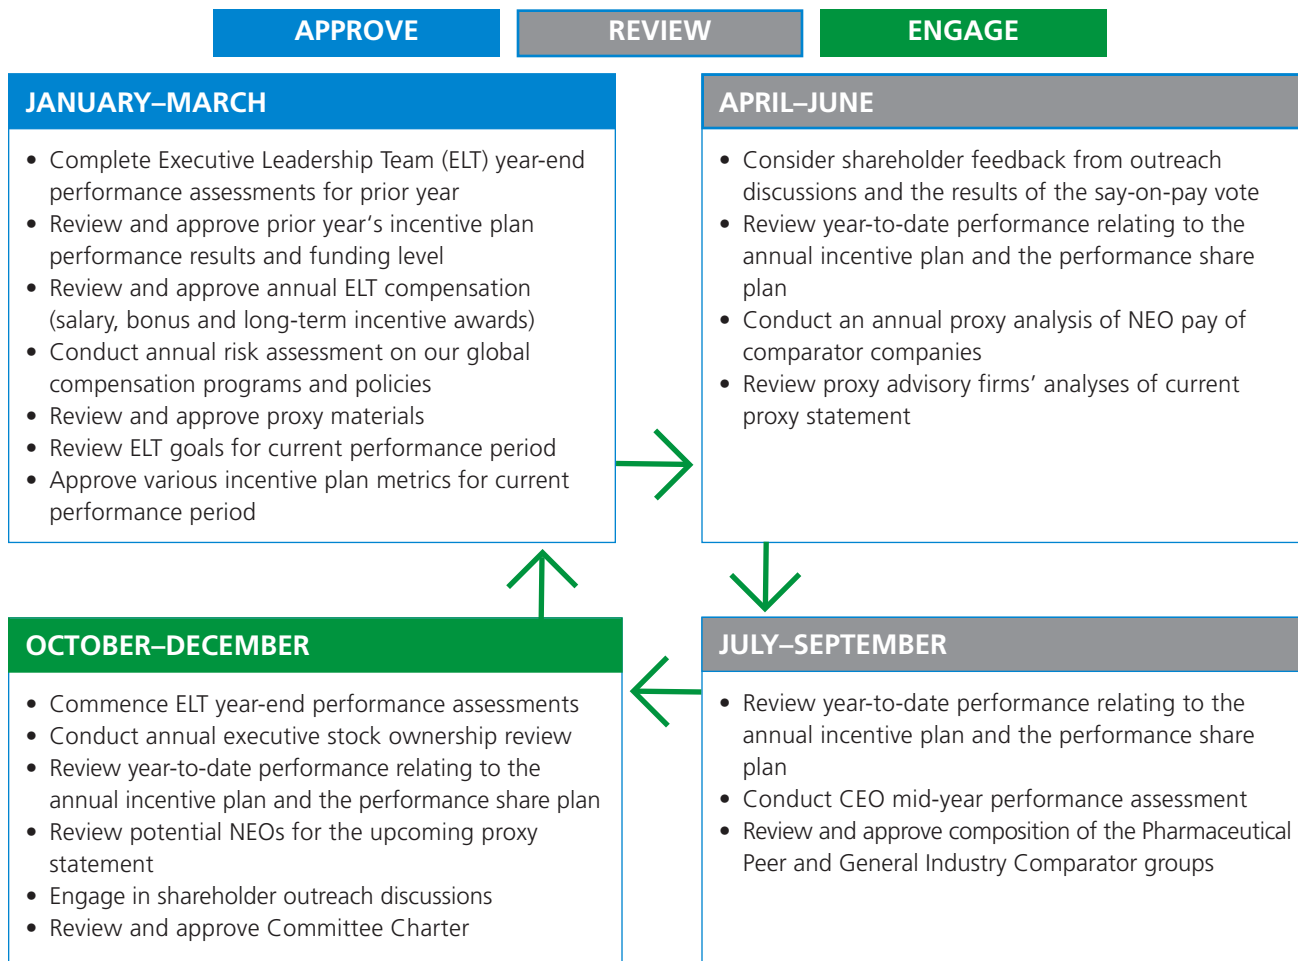 APPROVE
REVIEW
ENGAGE
JANUARY–MARCH
• Complete Executive Leadership Team (ELT) year-end
performance assessments for prior year
• Review and approve prior year‘s incentive plan
performance results and funding level
• Review and approve annual ELT compensation
(salary, bonus and long-term incentive awards)
• Conduct annual risk assessment on our global
compensation programs and policies
• Review and approve proxy materials
• Review ELT goals for current performance period
• Approve various incentive plan metrics for current
performance period
APRIL–JUNE
• Consider shareholder feedback from outreach
discussions and the results of the say-on-pay vote
• Review year-to-date performance relating to the
annual incentive plan and the performance share
plan
• Conduct an annual proxy analysis of NEO pay of
comparator companies
• Review proxy advisory firms’ analyses of current
proxy statement
JULY–SEPTEMBER
• Review year-to-date performance relating to the
annual incentive plan and the performance share
plan
• Conduct CEO mid-year performance assessment
• Review and approve composition of the Pharmaceutical
Peer and General Industry Comparator groups
OCTOBER–DECEMBER
• Commence ELT year-end performance assessments
• Conduct annual executive stock ownership review
• Review year-to-date performance relating to the
annual incentive plan and the performance share plan
• Review potential NEOs for the upcoming proxy
statement
• Engage in shareholder outreach discussions
• Review and approve Committee Charter